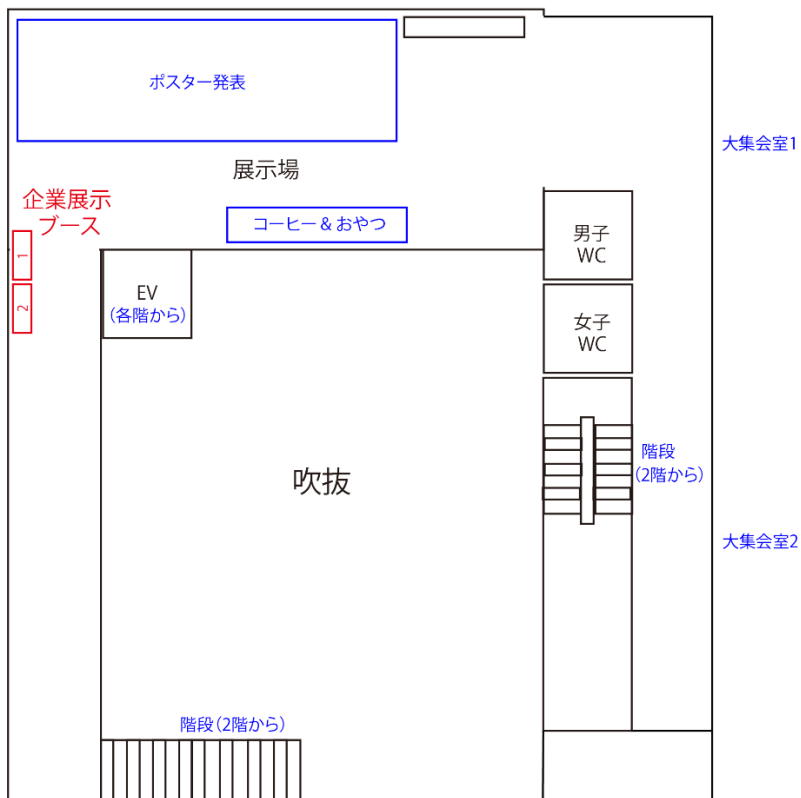 ポスター発表
大集会室1
展示場
企業展示
ブース
コーヒー&おやつ
男子
WC
1
EV
(各階から)
2
女子
WC
階段
(2階から)
吹抜
大集会室2
階段(2階から)